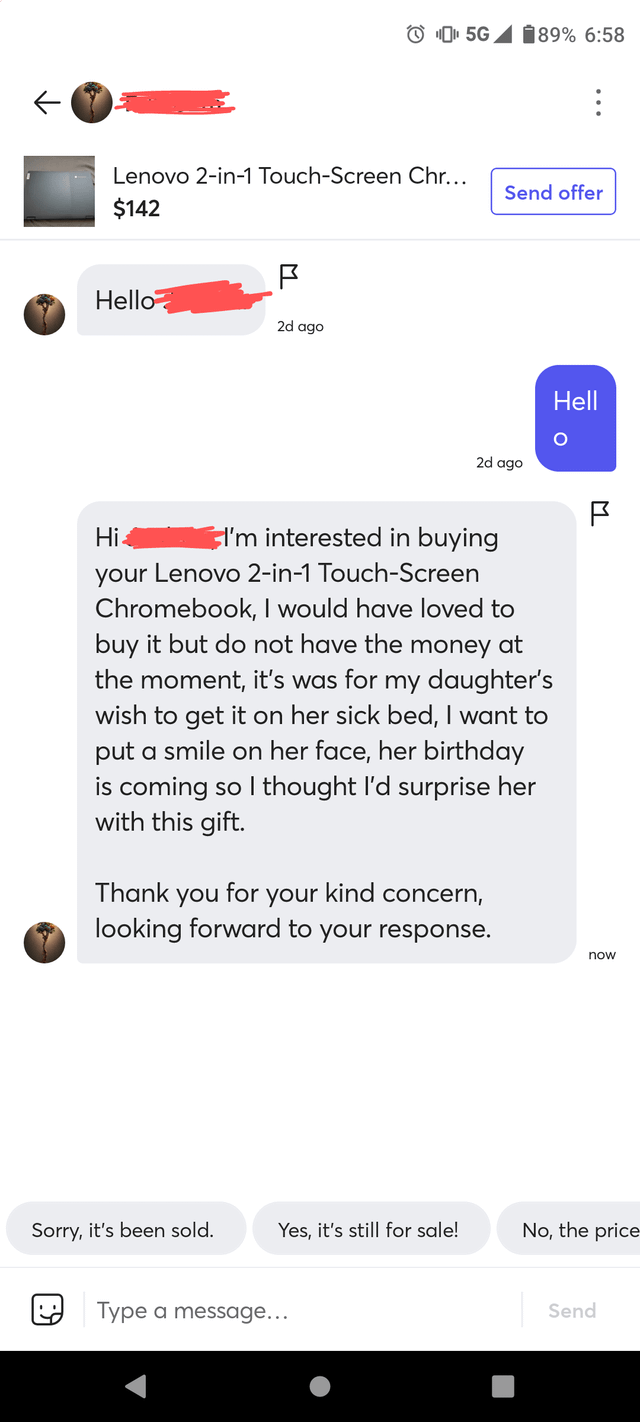 5G 89% 6:58
Lenovo 2-in-1 Touch-Screen Chr...
$142
Send offer
Hello
2d ago
Hell
o
2d ago
Hi I'm interested in buying
your Lenovo 2-in-1 Touch-Screen
Chromebook, I would have loved to
buy it but do not have the money at
the moment, it's was for my daughter's
wish to get it on her sick bed, I want to
put a smile on her face, her birthday
is coming so I thought I'd surprise her
with this gift.
Thank you for your kind concern,
looking forward to your response.
now
Sorry, it's been sold.
Yes, it's still for sale!
No, the price
Type a message...
Send